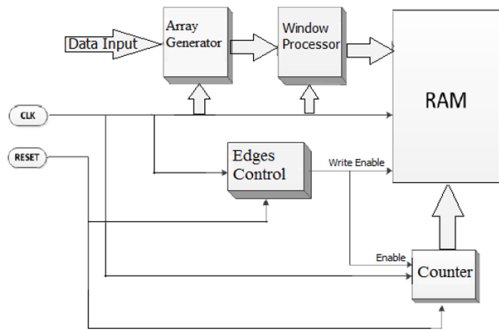 Data Input
Array
Generator
Window
Processor
RAM
CLK
RESET
Edges
Control
Write Enable
Enable
Counter